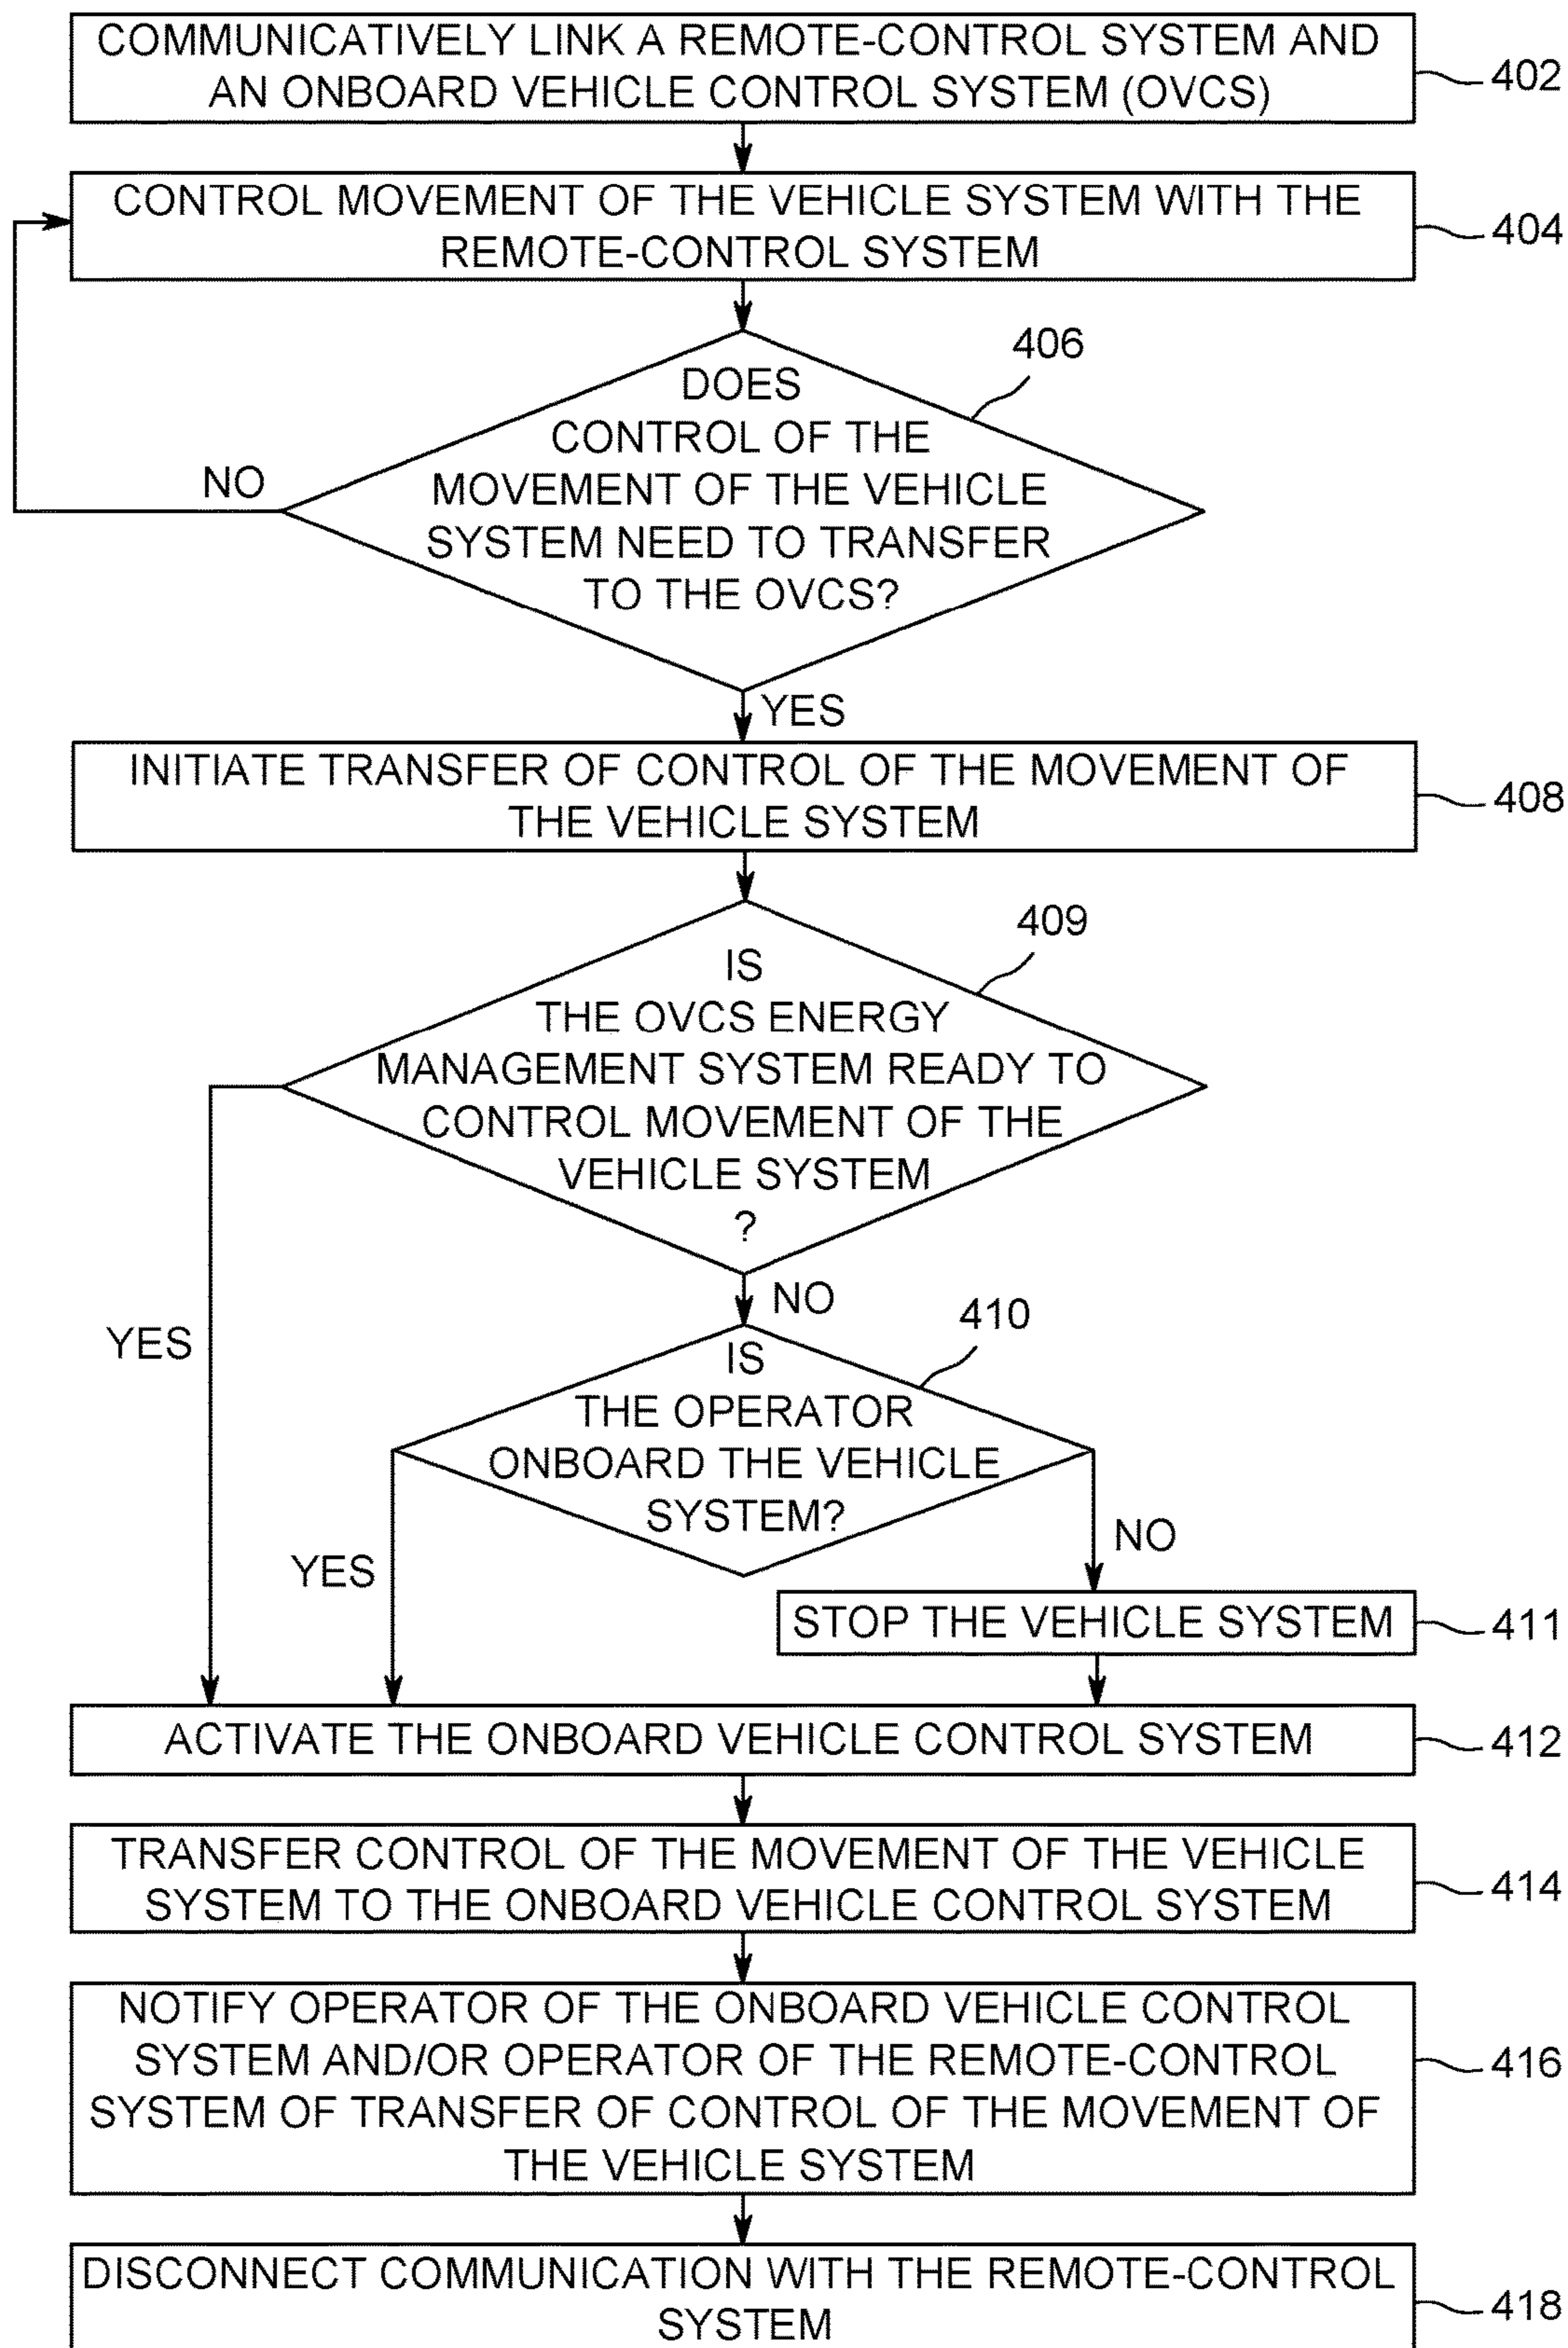 COMMUNICATIVELY LINK A REMOTE-CONTROL SYSTEM AND
AN ONBOARD VEHICLE CONTROL SYSTEM (OVCS)
402
CONTROL MOVEMENT OF THE VEHICLE SYSTEM WITH THE
REMOTE-CONTROL SYSTEM
404
406
DOES
CONTROL OF THE
MOVEMENT OF THE VEHICLE
SYSTEM NEED TO TRANSFER
TO THE OVCS?
NO
YES
INITIATE TRANSFER OF CONTROL OF THE MOVEMENT OF
THE VEHICLE SYSTEM
408
409
IS
THE OVCS ENERGY
MANAGEMENT SYSTEM READY TO
CONTROL MOVEMENT OF THE
VEHICLE SYSTEM
?
NO
YES
410
IS
THE OPERATOR
ONBOARD THE VEHICLE
SYSTEM?
YES
NO
STOP THE VEHICLE SYSTEM
411
ACTIVATE THE ONBOARD VEHICLE CONTROL SYSTEM
412
TRANSFER CONTROL OF THE MOVEMENT OF THE VEHICLE
SYSTEM TO THE ONBOARD VEHICLE CONTROL SYSTEM
414
NOTIFY OPERATOR OF THE ONBOARD VEHICLE CONTROL
SYSTEM AND/OR OPERATOR OF THE REMOTE-CONTROL
SYSTEM OF TRANSFER OF CONTROL OF THE MOVEMENT OF
THE VEHICLE SYSTEM
416
DISCONNECT COMMUNICATION WITH THE REMOTE-CONTROL
SYSTEM
418